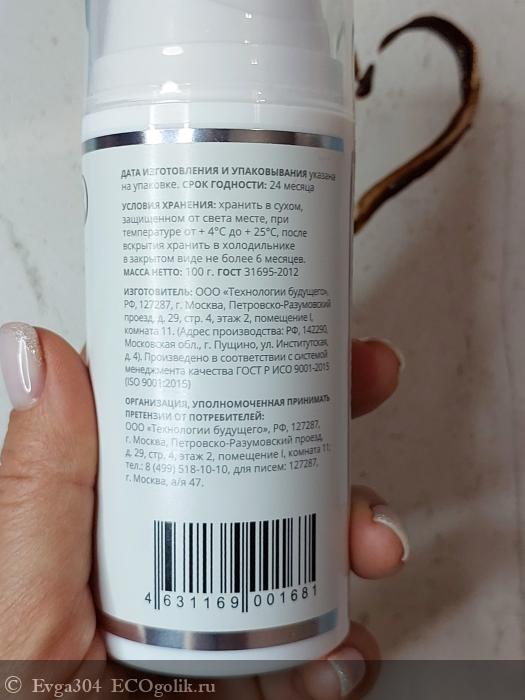 ДАТА ИЗГОТОВЛЕНИЯ И УПАКОВЫВАНИЯ указана
на упаковке. СРОК ГОДНОСТИ: 24 месяца
УСЛОВИЯ ХРАНЕНИЯ: хранить в сухом,
защищенном от света месте, при
температуре от + 4°С до + 25°С, после
вскрытия хранить в холодильнике
в закрытом виде не более 6 месяцев.
МАССА НЕТТО: 100 г. ГОСТ 31695-2012
ИЗГОТОВИТЕЛЬ: ООО «Технологии будущего»,
РФ, 127287, г. Москва, Петровско-Разумовский
проезд, д. 29, стр. 4, этаж 2, помещение I,
комната 11. (Адрес производства: РФ, 142290,
Московская обл., г. Пущино, ул. Институтская,
д. 4). Произведено в соответствии с системой
менеджмента качества ГОСТ Р ИСО 9001-2015
(ISO 9001:2015)
ОРГАНИЗАЦИЯ, УПОЛНОМОЧЕННАЯ ПРИНИМАТЬ
ПРЕТЕНЗИИ ОТ ПОТРЕБИТЕЛЕЙ:
ООО «Технологии будущего», РФ, 127287,
г. Москва, Петровско-Разумовский проезд,
д. 29, стр. 4, этаж 2, помещение I, комната 11;
тел.: 8 (499) 518-10-10, для писем: 127287,
г. Москва, а/я 47.
4 631169 001681
© Evga304 ECOgolik.ru